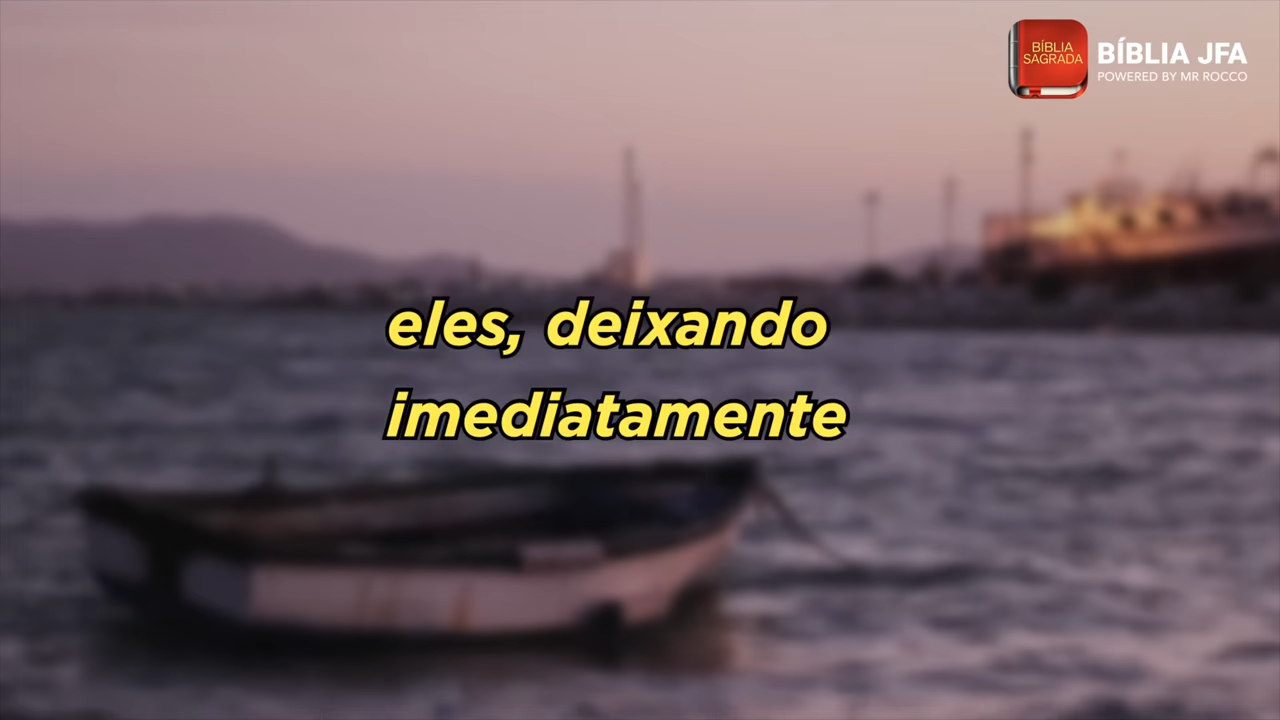 BÍBLIA
SAGRADA
BÍBLIA JFA
POWERED BY MR ROCCO
eles, deixando
imediatamente